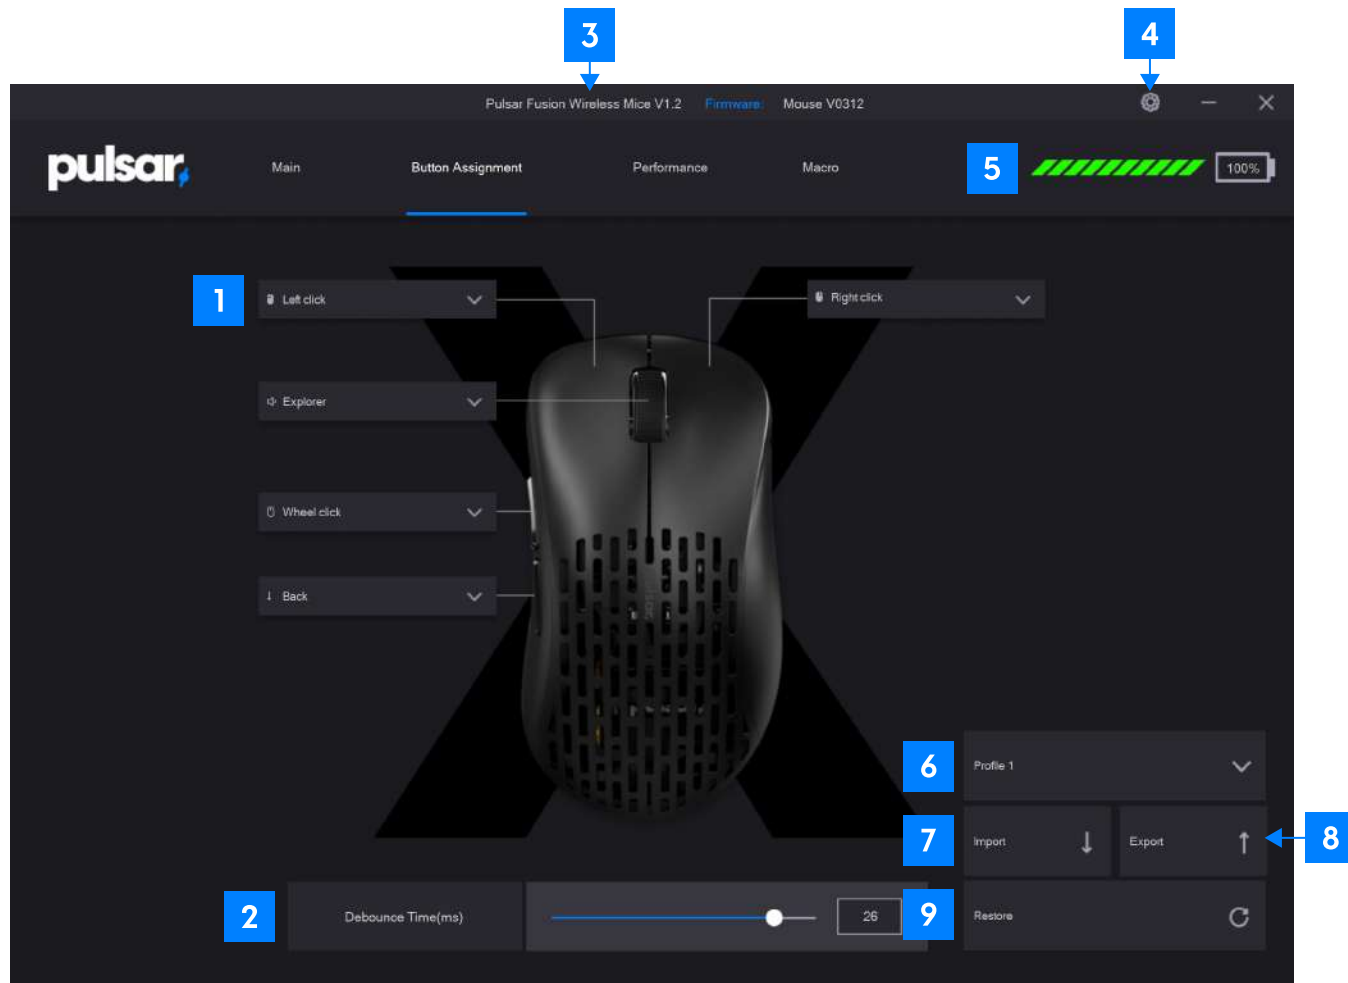 3
4
Pulsar Fusion Wireless Mice V1.2 Firmware: Mouse V0312
pulsar
Main Button Assignment Performance Macro
5
100%
1
Left click
Right click
Explorer
Wheel click
Back
6
Profile 1
7
Import
Export
8
2
Debounce Time(ms)
26
9
Restore